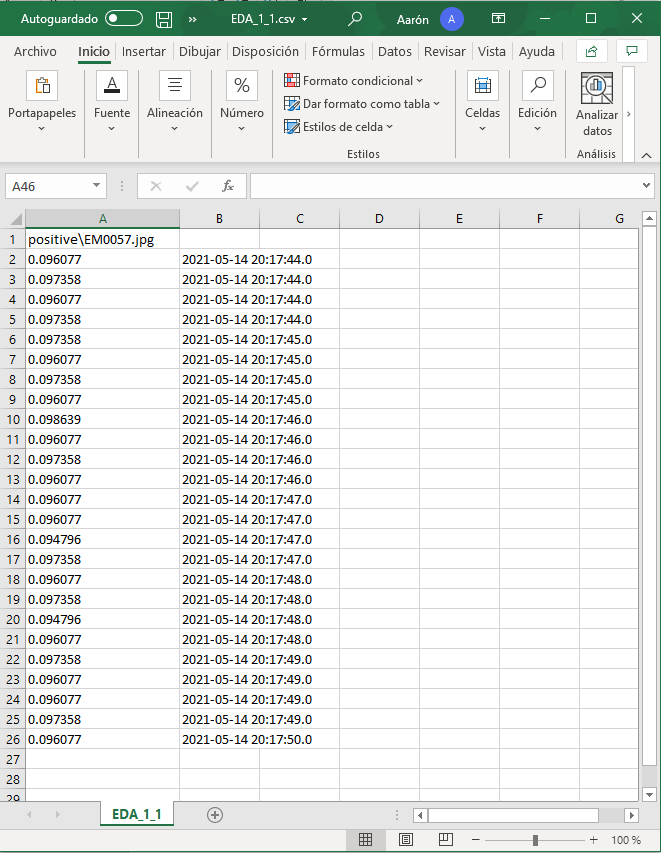 Autoguardado EDA_1_1.csv Aarón A
Archivo Inicio Insertar Dibujar Disposición Fórmulas Datos Revisar Vista Ayuda
Portapapeles Fuente Alineación Número Formato condicional Dar formato como tabla Estilos de celda Celdas Edición Analizar datos
Estilos Análisis
A46 fx
A B C D E F G
1 positive\EM0057.jpg
2 0.096077 2021-05-14 20:17:44.0
3 0.097358 2021-05-14 20:17:44.0
4 0.096077 2021-05-14 20:17:44.0
5 0.097358 2021-05-14 20:17:44.0
6 0.097358 2021-05-14 20:17:45.0
7 0.096077 2021-05-14 20:17:45.0
8 0.097358 2021-05-14 20:17:45.0
9 0.096077 2021-05-14 20:17:45.0
10 0.098639 2021-05-14 20:17:46.0
11 0.096077 2021-05-14 20:17:46.0
12 0.097358 2021-05-14 20:17:46.0
13 0.096077 2021-05-14 20:17:46.0
14 0.096077 2021-05-14 20:17:47.0
15 0.096077 2021-05-14 20:17:47.0
16 0.094796 2021-05-14 20:17:47.0
17 0.097358 2021-05-14 20:17:47.0
18 0.096077 2021-05-14 20:17:48.0
19 0.097358 2021-05-14 20:17:48.0
20 0.094796 2021-05-14 20:17:48.0
21 0.096077 2021-05-14 20:17:48.0
22 0.097358 2021-05-14 20:17:49.0
23 0.096077 2021-05-14 20:17:49.0
24 0.096077 2021-05-14 20:17:49.0
25 0.097358 2021-05-14 20:17:49.0
26 0.096077 2021-05-14 20:17:50.0
27
28
29
EDA_1_1
100 %